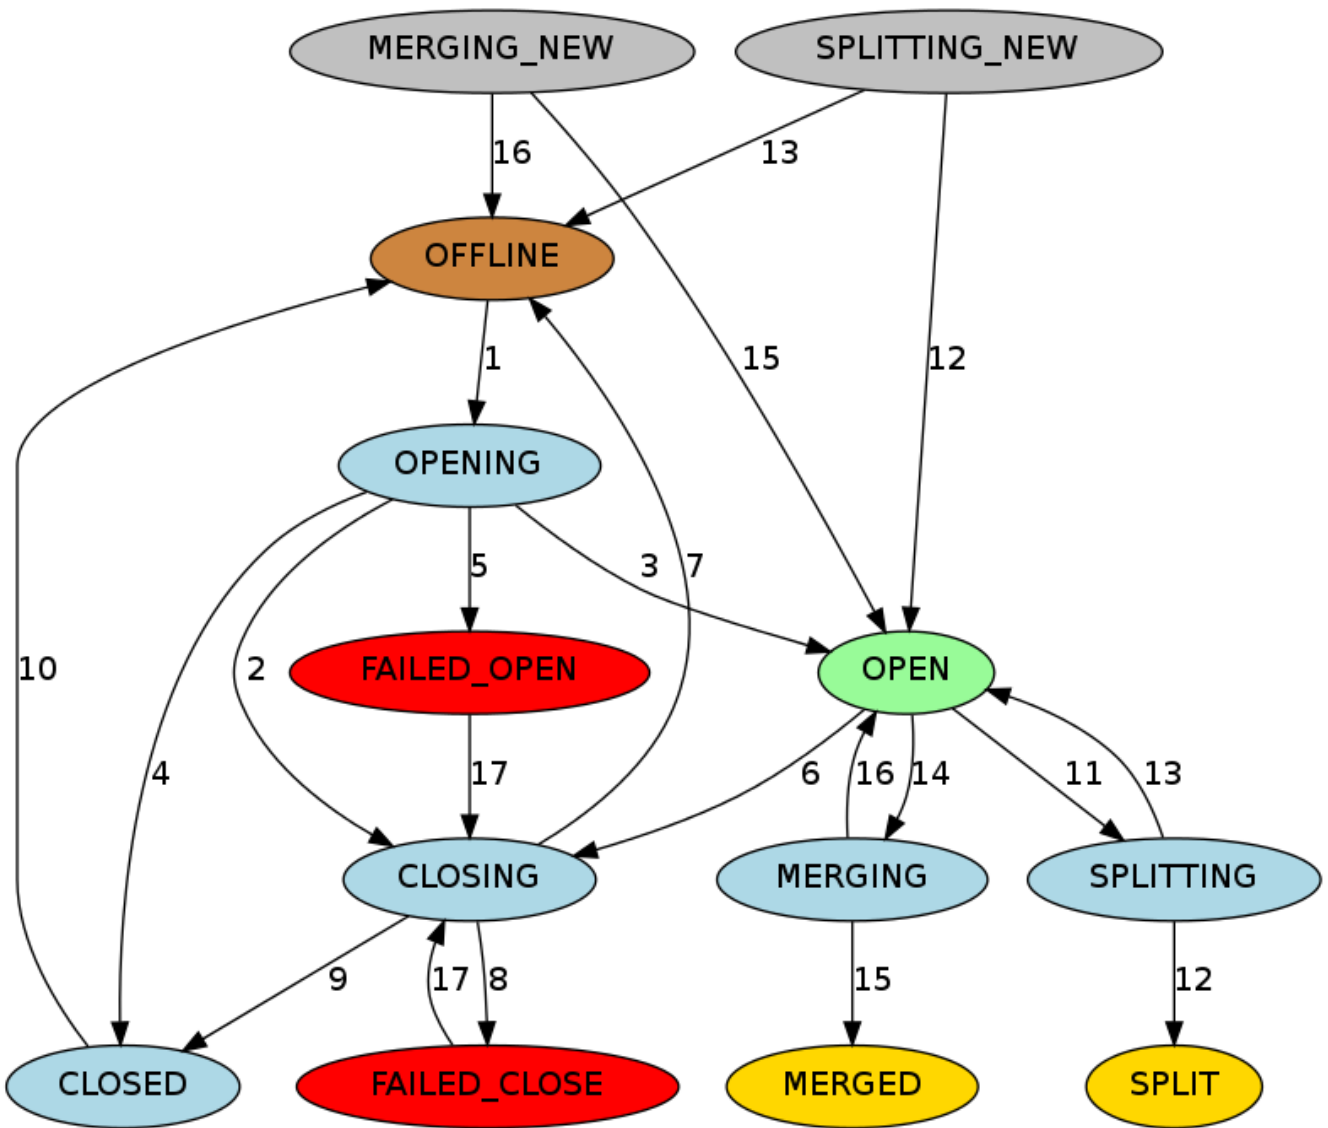 MERGING_NEW
SPLITTING_NEW
16
13
OFFLINE
1
15
12
OPENING
5
3
7
10
2
FAILED_OPEN
OPEN
4
17
6
16
14
11
13
CLOSING
MERGING
SPLITTING
9
17
8
15
12
CLOSED
FAILED_CLOSE
MERGED
SPLIT